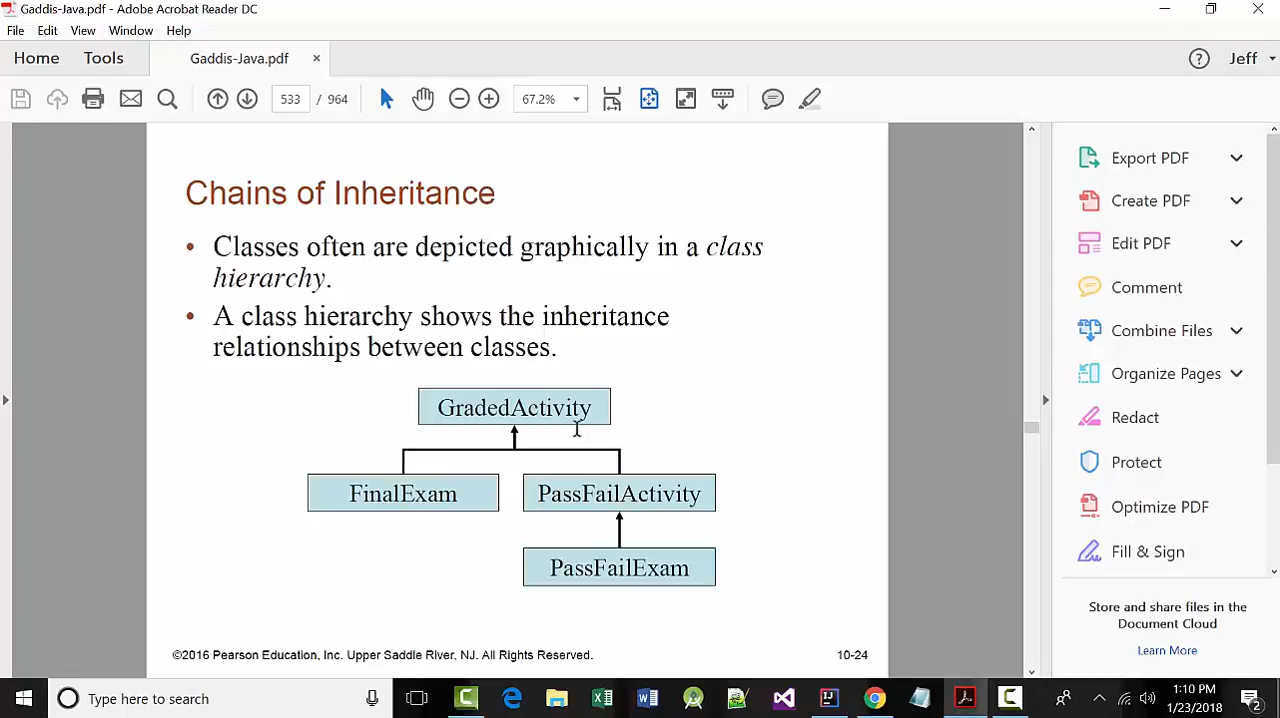 Gaddis-Java.pdf - Adobe Acrobat Reader DC
File Edit View Window Help
Home Tools Gaddis-Java.pdf × ? Jeff
533 / 964 67.2%
Chains of Inheritance
• Classes often are depicted graphically in a class
hierarchy.
• A class hierarchy shows the inheritance
relationships between classes.
GradedActivity
FinalExam PassFailActivity
PassFailExam
©2016 Pearson Education, Inc. Upper Saddle River, NJ. All Rights Reserved. 10-24
Export PDF
Create PDF
Edit PDF
Comment
Combine Files
Organize Pages
Redact
Protect
Optimize PDF
Fill & Sign
Store and share files in the
Document Cloud
Learn More
Type here to search
1:10 PM
1/23/2018
2